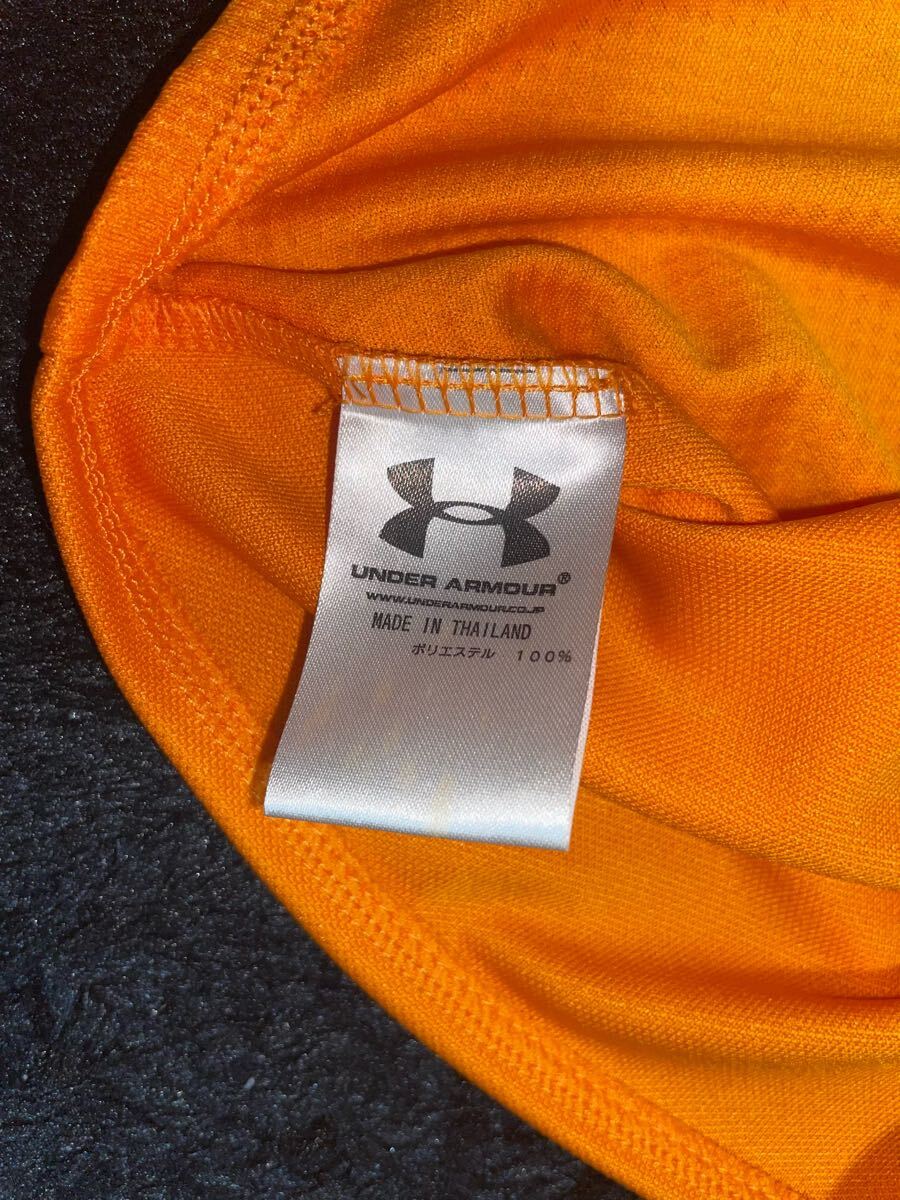 UNDER ARMOUR®
WWW.UNDERARMOUR.CO.JP
MADE IN THAILAND
ポリエステル 100%